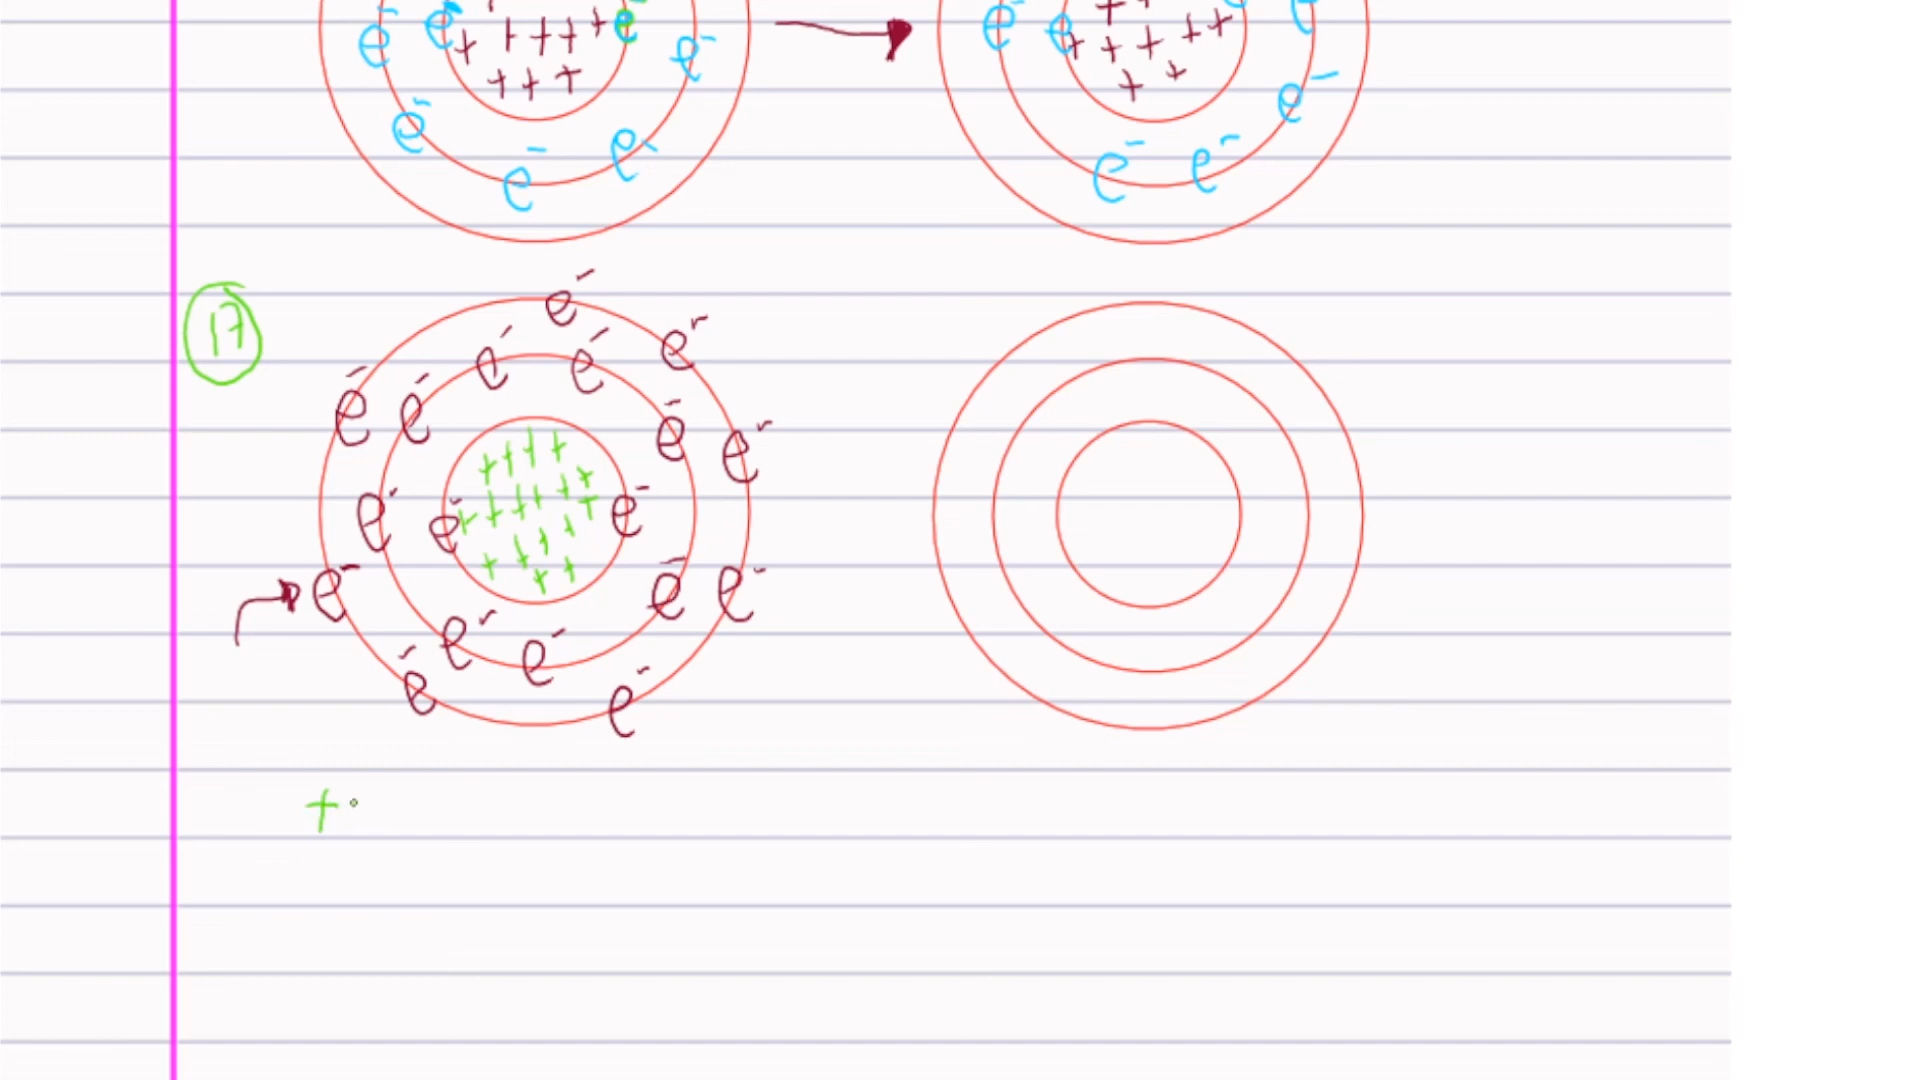 e⁻ e⁻ + + + + + e⁻ e⁻ e⁻ e⁻ + + + + + + e⁻
+ + + + + e⁻
e⁻ e⁻ e⁻ e⁻ e⁻
17
e⁻
e⁻ e⁻ e⁻
e⁻ e⁻ e⁻ e⁻
+ + + + +
e⁻ e⁻ + + + + + + + e⁻
+ + +
e⁻ + + + + e⁻ e⁻
e⁻ e⁻
e⁻ e⁻
+